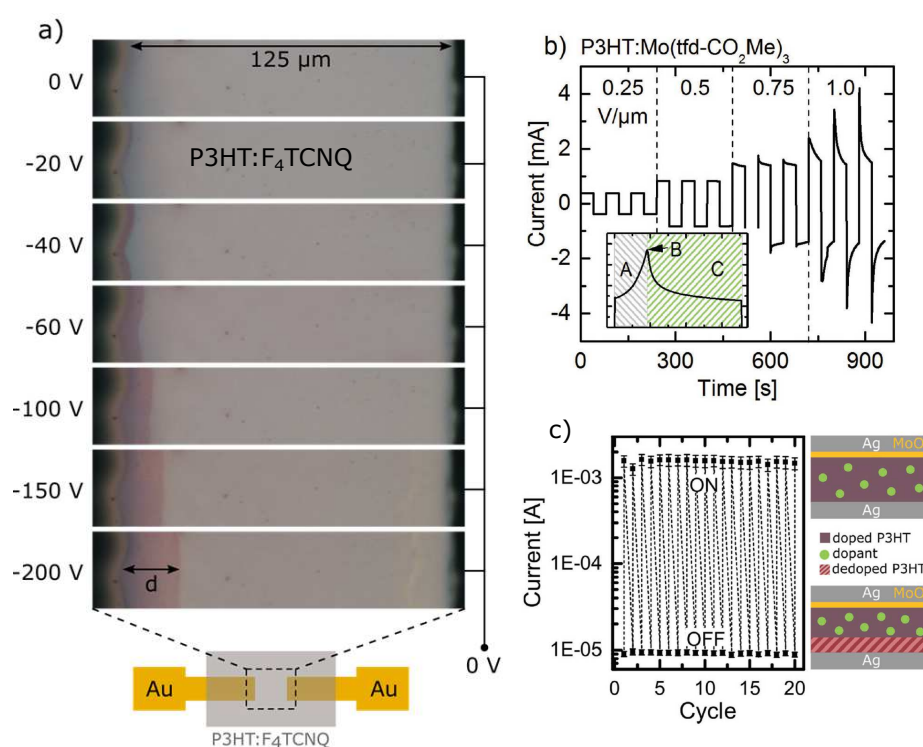 a)
125 µm
0 V
P3HT:F₄TCNQ
-20 V
-40 V
-60 V
-100 V
-150 V
-200 V
d
0 V
Au
Au
P3HT:F₄TCNQ
b)
P3HT:Mo(tfd-CO₂Me)₃
0.25
0.5
0.75
1.0
V/µm
4
2
0
-2
-4
Current [mA]
A
B
C
0
300
600
900
Time [s]
c)
1E-03
1E-04
1E-05
Current [A]
ON
OFF
0
5
10
15
20
Cycle
Ag
MoO
Ag
doped P3HT
dopant
dedoped P3HT
Ag
MoO
Ag